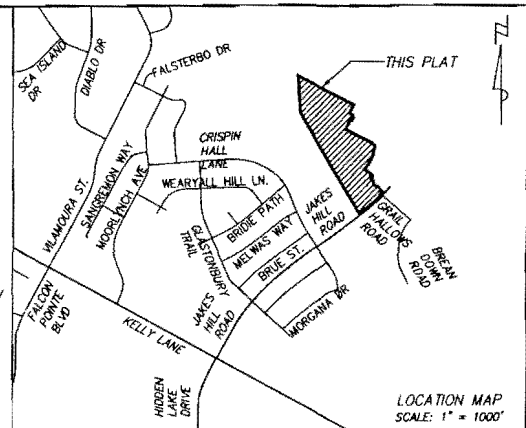 SEA ISLAND
DR
DIABLO DR
FALSTERBO DR
THIS PLAT
CRISPIN
HALL
LANE
WEARYALL HILL LN.
SANGREMON WAY
MOORLYNCH AVE
VILAMOURA ST.
BRIDIE PATH
MELWAS WAY
BRUE ST.
JAKES
HILL
ROAD
GRAIL
HALLOWS
ROAD
BREAN
DOWN
ROAD
GLASTONBURY
TRAIL
MORGANA DR
JAKES
HILL
ROAD
FALCON
POINTE
BLVD
KELLY LANE
HIDDEN
LAKE
DRIVE
LOCATION MAP
SCALE: 1" = 1000'